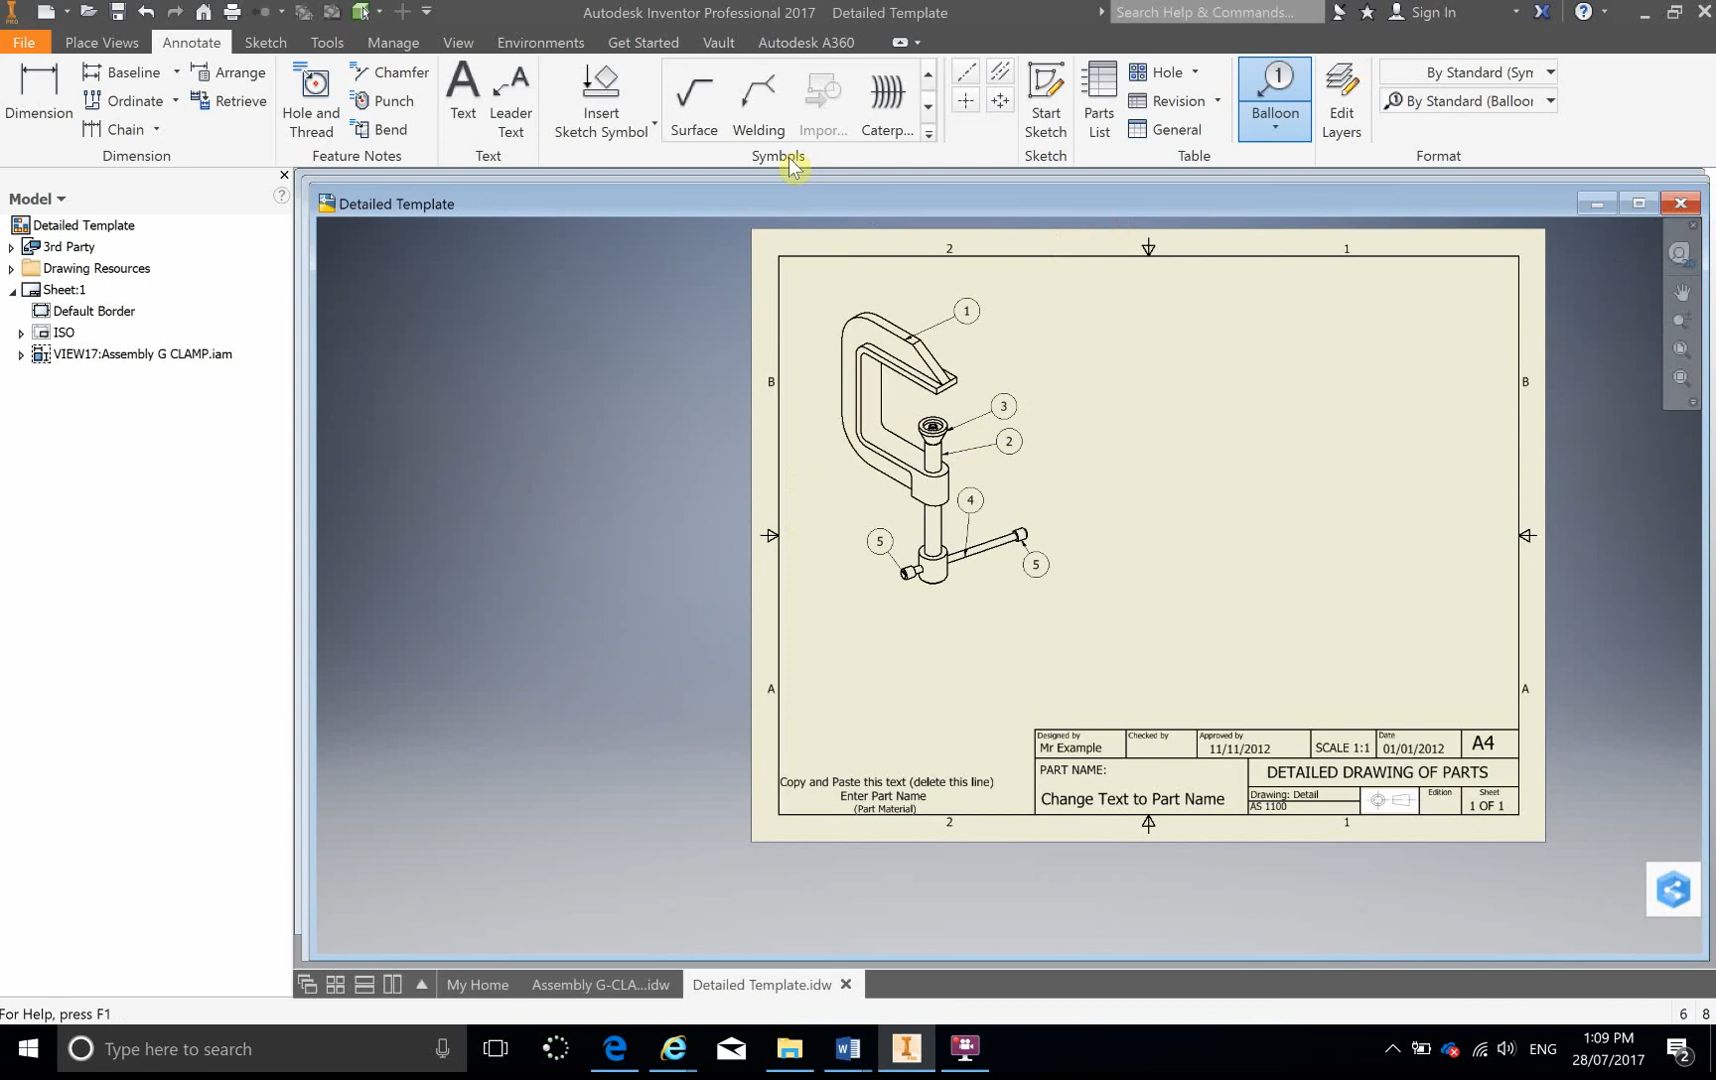 PRO
Autodesk Inventor Professional 2017 Detailed Template
Search Help & Commands...
Sign In
File Place Views Annotate Sketch Tools Manage View Environments Get Started Vault Autodesk A360
Dimension
Baseline
Ordinate
Chain
Arrange
Retrieve
Dimension
Hole and
Thread
Chamfer
Punch
Bend
Feature Notes
A
Text
A
Leader
Text
Text
Insert
Sketch Symbol
Surface
Welding
Impor...
Caterp...
Symbols
Start
Sketch
Sketch
Parts
List
Hole
Revision
General
Table
1
Balloon
Edit
Layers
By Standard (Sym
By Standard (Balloon
Format
Model
Detailed Template
3rd Party
Drawing Resources
Sheet:1
Default Border
ISO
VIEW17:Assembly G CLAMP.iam
Detailed Template
2 1
1
B B
3
2
4
5
5
A A
Designed by
Mr Example
Checked by
Approved by
11/11/2012
SCALE 1:1
Date
01/01/2012
A4
PART NAME:
Change Text to Part Name
DETAILED DRAWING OF PARTS
Drawing: Detail
AS 1100
Edition
Sheet
1 OF 1
Copy and Paste this text (delete this line)
Enter Part Name
(Part Material)
2 1
My Home Assembly G-CLA...idw Detailed Template.idw
For Help, press F1
6 8
Type here to search
ENG
1:09 PM
28/07/2017
2